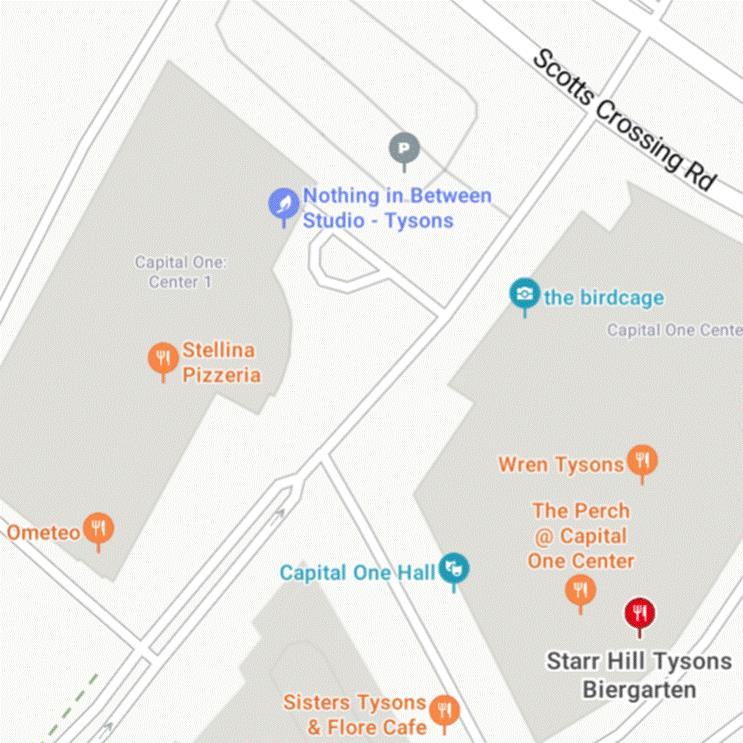 Scotts Crossing Rd
P
Nothing in Between
Studio - Tysons
Capital One:
Center 1
the birdcage
Capital One Cente
Stellina
Pizzeria
Wren Tysons
The Perch
@ Capital
One Center
Ometeo
Capital One Hall
Starr Hill Tysons
Biergarten
Sisters Tysons
& Flore Cafe